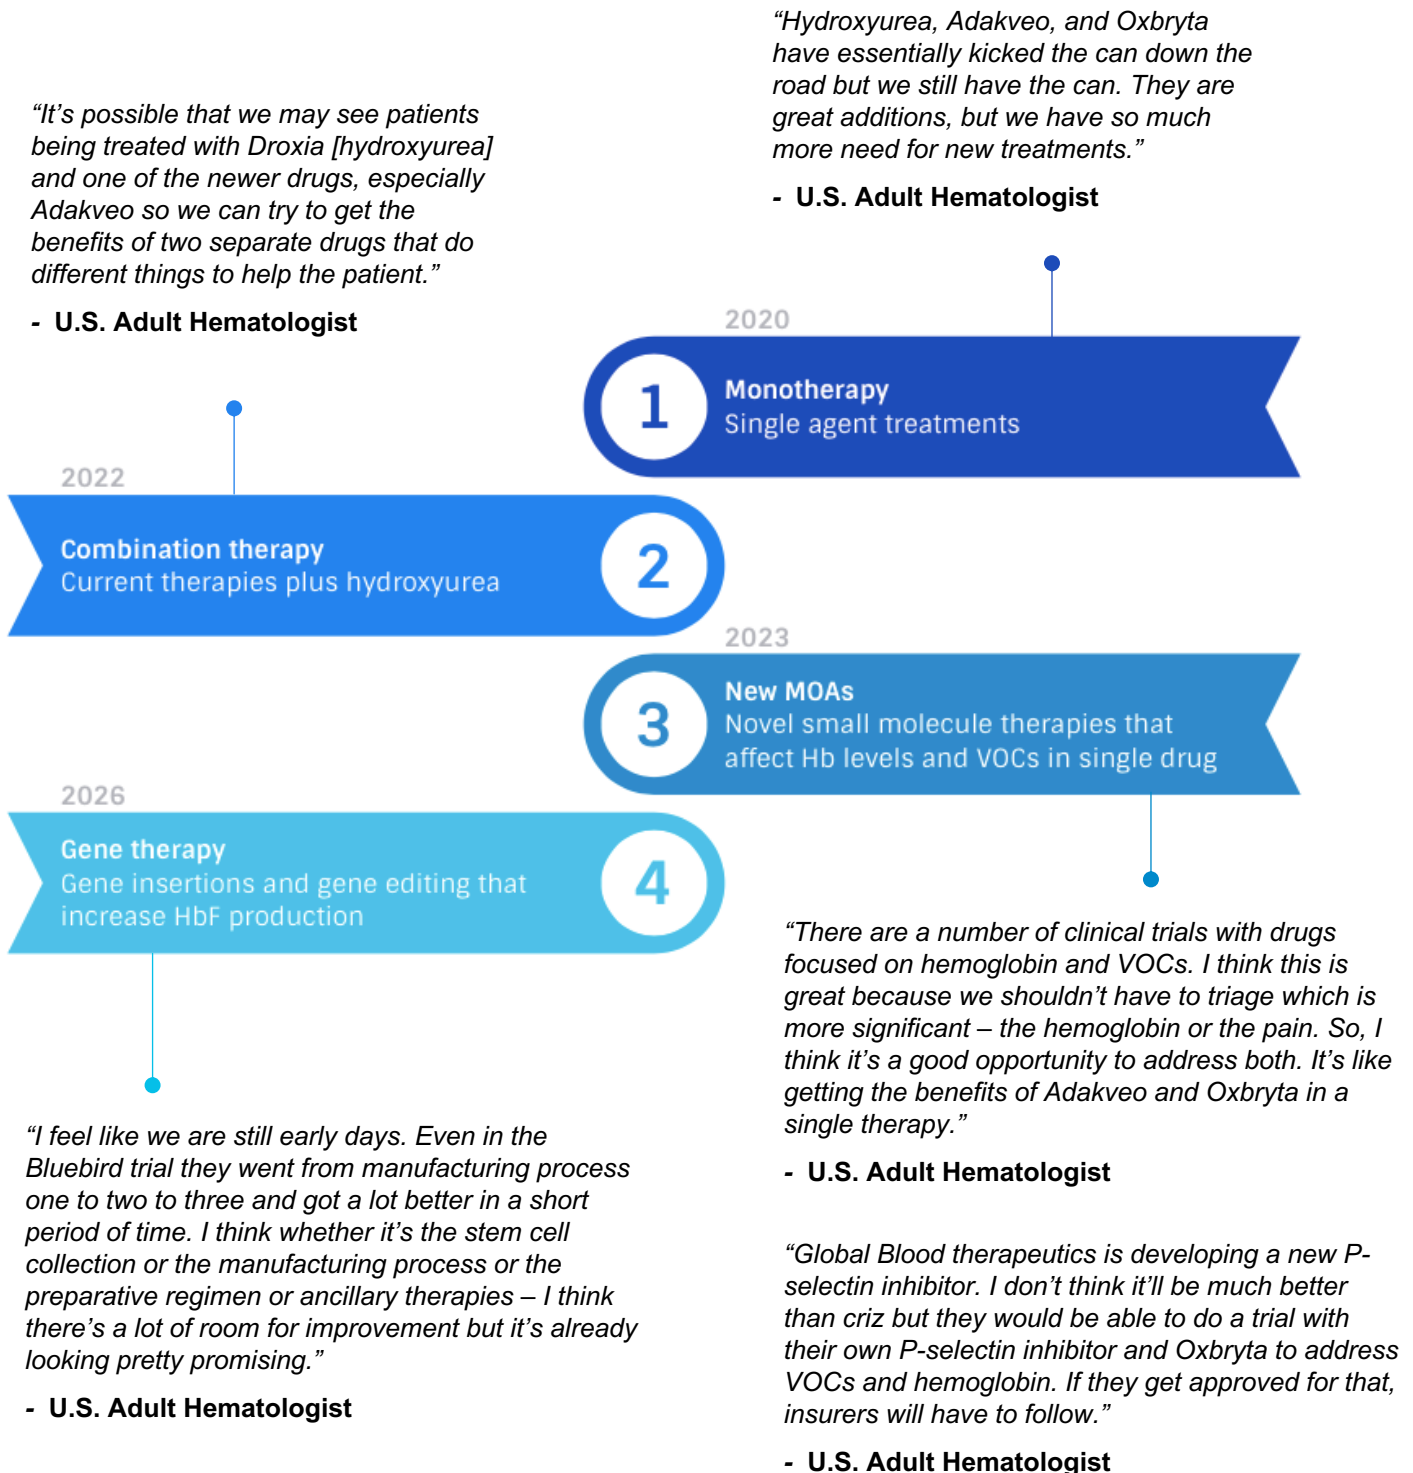 “Hydroxyurea, Adakveo, and Oxbryta
have essentially kicked the can down the
road but we still have the can. They are
great additions, but we have so much
more need for new treatments.”
- U.S. Adult Hematologist
“It’s possible that we may see patients
being treated with Droxia [hydroxyurea]
and one of the newer drugs, especially
Adakveo so we can try to get the
benefits of two separate drugs that do
different things to help the patient.”
- U.S. Adult Hematologist
2020
1
Monotherapy
Single agent treatments
2022
Combination therapy
Current therapies plus hydroxyurea
2
2023
3
New MOAs
Novel small molecule therapies that
affect Hb levels and VOCs in single drug
2026
Gene therapy
Gene insertions and gene editing that
increase HbF production
4
“There are a number of clinical trials with drugs
focused on hemoglobin and VOCs. I think this is
great because we shouldn’t have to triage which is
more significant – the hemoglobin or the pain. So, I
think it’s a good opportunity to address both. It’s like
getting the benefits of Adakveo and Oxbryta in a
single therapy.”
- U.S. Adult Hematologist
“I feel like we are still early days. Even in the
Bluebird trial they went from manufacturing process
one to two to three and got a lot better in a short
period of time. I think whether it’s the stem cell
collection or the manufacturing process or the
preparative regimen or ancillary therapies – I think
there’s a lot of room for improvement but it’s already
looking pretty promising.”
- U.S. Adult Hematologist
“Global Blood therapeutics is developing a new P-
selectin inhibitor. I don’t think it’ll be much better
than criz but they would be able to do a trial with
their own P-selectin inhibitor and Oxbryta to address
VOCs and hemoglobin. If they get approved for that,
insurers will have to follow.”
- U.S. Adult Hematologist